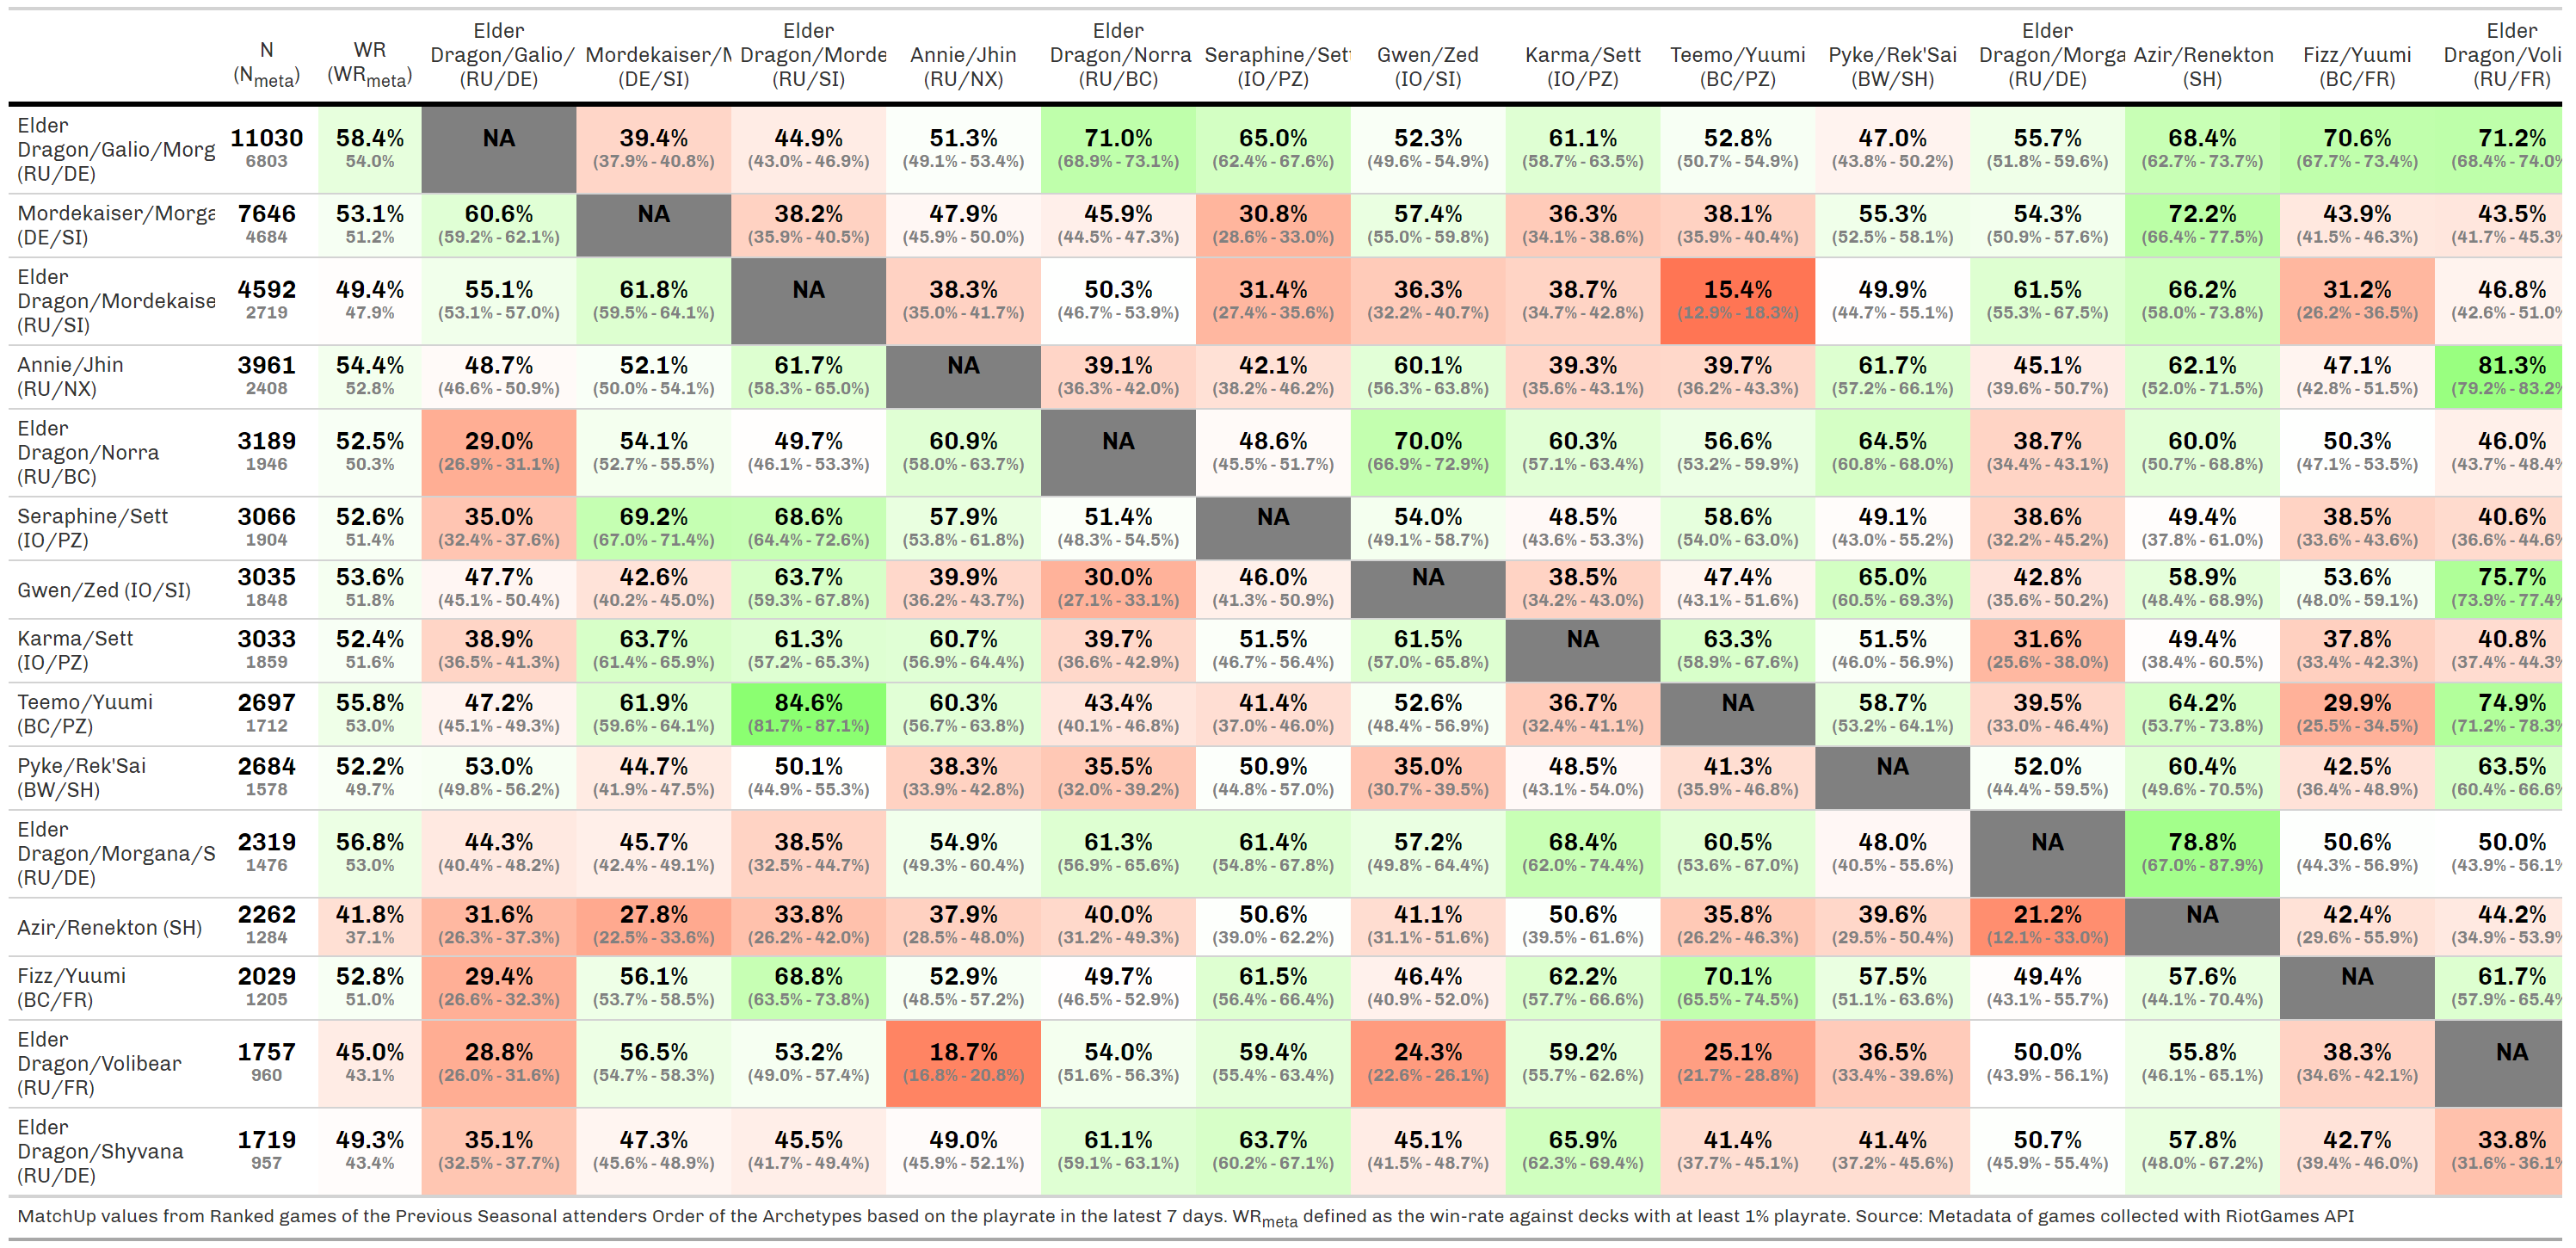 N (Nmeta) WR (WRmeta) Elder Dragon/Galio/ (RU/DE) Mordekaiser/M (DE/SI) Elder Dragon/Morde (RU/SI) Annie/Jhin (RU/NX) Elder Dragon/Norra (RU/BC) Seraphine/Sett (IO/PZ) Gwen/Zed (IO/SI) Karma/Sett (IO/PZ) Teemo/Yuumi (BC/PZ) Pyke/Rek'Sai (BW/SH) Elder Dragon/Morga (RU/DE) Azir/Renekton (SH) Fizz/Yuumi (BC/FR) Elder Dragon/Voli (RU/FR)
Elder Dragon/Galio/Morg (RU/DE) 11030 58.4% NA 39.4% 44.9% 51.3% 71.0% 65.0% 52.3% 61.1% 52.8% 47.0% 55.7% 68.4% 70.6% 71.2%
6803 54.0% (37.9% - 40.8%) (43.0% - 46.9%) (49.1% - 53.4%) (68.9% - 73.1%) (62.4% - 67.6%) (49.6% - 54.9%) (58.7% - 63.5%) (50.7% - 54.9%) (43.8% - 50.2%) (51.8% - 59.6%) (62.7% - 73.7%) (67.7% - 73.4%) (68.4% - 74.0%
Mordekaiser/Morga (DE/SI) 7646 53.1% 60.6% NA 38.2% 47.9% 45.9% 30.8% 57.4% 36.3% 38.1% 55.3% 54.3% 72.2% 43.9% 43.5%
4684 51.2% (59.2% - 62.1%) (35.9% - 40.5%) (45.9% - 50.0%) (44.5% - 47.3%) (28.6% - 33.0%) (55.0% - 59.8%) (34.1% - 38.6%) (35.9% - 40.4%) (52.5% - 58.1%) (50.9% - 57.6%) (66.4% - 77.5%) (41.5% - 46.3%) (41.7% - 45.3%
Elder Dragon/Mordekaise (RU/SI) 4592 49.4% 55.1% 61.8% NA 38.3% 50.3% 31.4% 36.3% 38.7% 15.4% 49.9% 61.5% 66.2% 31.2% 46.8%
2719 47.9% (53.1% - 57.0%) (59.5% - 64.1%) (35.0% - 41.7%) (46.7% - 53.9%) (27.4% - 35.6%) (32.2% - 40.7%) (34.7% - 42.8%) (12.9% - 18.3%) (44.7% - 55.1%) (55.3% - 67.5%) (58.0% - 73.8%) (26.2% - 36.5%) (42.6% - 51.0%
Annie/Jhin (RU/NX) 3961 54.4% 48.7% 52.1% 61.7% NA 39.1% 42.1% 60.1% 39.3% 39.7% 61.7% 45.1% 62.1% 47.1% 81.3%
2408 52.8% (46.6% - 50.9%) (50.0% - 54.1%) (58.3% - 65.0%) (36.3% - 42.0%) (38.2% - 46.2%) (56.3% - 63.8%) (35.6% - 43.1%) (36.2% - 43.3%) (57.2% - 66.1%) (39.6% - 50.7%) (52.0% - 71.5%) (42.8% - 51.5%) (79.2% - 83.2%
Elder Dragon/Norra (RU/BC) 3189 52.5% 29.0% 54.1% 49.7% 60.9% NA 48.6% 70.0% 60.3% 56.6% 64.5% 38.7% 60.0% 50.3% 46.0%
1946 50.3% (26.9% - 31.1%) (52.7% - 55.5%) (46.1% - 53.3%) (58.0% - 63.7%) (45.5% - 51.7%) (66.9% - 72.9%) (57.1% - 63.4%) (53.2% - 59.9%) (60.8% - 68.0%) (34.4% - 43.1%) (50.7% - 68.8%) (47.1% - 53.5%) (43.7% - 48.4%
Seraphine/Sett (IO/PZ) 3066 52.6% 35.0% 69.2% 68.6% 57.9% 51.4% NA 54.0% 48.5% 58.6% 49.1% 38.6% 49.4% 38.5% 40.6%
1904 51.4% (32.4% - 37.6%) (67.0% - 71.4%) (64.4% - 72.6%) (53.8% - 61.8%) (48.3% - 54.5%) (49.1% - 58.7%) (43.6% - 53.3%) (54.0% - 63.0%) (43.0% - 55.2%) (32.2% - 45.2%) (37.8% - 61.0%) (33.6% - 43.6%) (36.6% - 44.6%
Gwen/Zed (IO/SI) 3035 53.6% 47.7% 42.6% 63.7% 39.9% 30.0% 46.0% NA 38.5% 47.4% 65.0% 42.8% 58.9% 53.6% 75.7%
1848 51.8% (45.1% - 50.4%) (40.2% - 45.0%) (59.3% - 67.8%) (36.2% - 43.7%) (27.1% - 33.1%) (41.3% - 50.9%) (34.2% - 43.0%) (43.1% - 51.6%) (60.5% - 69.3%) (35.6% - 50.2%) (48.4% - 68.9%) (48.0% - 59.1%) (73.9% - 77.4%
Karma/Sett (IO/PZ) 3033 52.4% 38.9% 63.7% 61.3% 60.7% 39.7% 51.5% 61.5% NA 63.3% 51.5% 31.6% 49.4% 37.8% 40.8%
1859 51.6% (36.5% - 41.3%) (61.4% - 65.9%) (57.2% - 65.3%) (56.9% - 64.4%) (36.6% - 42.9%) (46.7% - 56.4%) (57.0% - 65.8%) (58.9% - 67.6%) (46.0% - 56.9%) (25.6% - 38.0%) (38.4% - 60.5%) (33.4% - 42.3%) (37.4% - 44.3%
Teemo/Yuumi (BC/PZ) 2697 55.8% 47.2% 61.9% 84.6% 60.3% 43.4% 41.4% 52.6% 36.7% NA 58.7% 39.5% 64.2% 29.9% 74.9%
1712 53.0% (45.1% - 49.3%) (59.6% - 64.1%) (81.7% - 87.1%) (56.7% - 63.8%) (40.1% - 46.8%) (37.0% - 46.0%) (48.4% - 56.9%) (32.4% - 41.1%) (53.2% - 64.1%) (33.0% - 46.4%) (53.7% - 73.8%) (25.5% - 34.5%) (71.2% - 78.3%
Pyke/Rek'Sai (BW/SH) 2684 52.2% 53.0% 44.7% 50.1% 38.3% 35.5% 50.9% 35.0% 48.5% 41.3% NA 52.0% 60.4% 42.5% 63.5%
1578 49.7% (49.8% - 56.2%) (41.9% - 47.5%) (44.9% - 55.3%) (33.9% - 42.8%) (32.0% - 39.2%) (44.8% - 57.0%) (30.7% - 39.5%) (43.1% - 54.0%) (35.9% - 46.8%) (44.4% - 59.5%) (49.6% - 70.5%) (36.4% - 48.9%) (60.4% - 66.6%
Elder Dragon/Morgana/S (RU/DE) 2319 56.8% 44.3% 45.7% 38.5% 54.9% 61.3% 61.4% 57.2% 68.4% 60.5% 48.0% NA 78.8% 50.6% 50.0%
1476 53.0% (40.4% - 48.2%) (42.4% - 49.1%) (32.5% - 44.7%) (49.3% - 60.4%) (56.9% - 65.6%) (54.8% - 67.8%) (49.8% - 64.4%) (62.0% - 74.4%) (53.6% - 67.0%) (40.5% - 55.6%) (67.0% - 87.9%) (44.3% - 56.9%) (43.9% - 56.1%
Azir/Renekton (SH) 2262 41.8% 31.6% 27.8% 33.8% 37.9% 40.0% 50.6% 41.1% 50.6% 35.8% 39.6% 21.2% NA 42.4% 44.2%
1284 37.1% (26.3% - 37.3%) (22.5% - 33.6%) (26.2% - 42.0%) (28.5% - 48.0%) (31.2% - 49.3%) (39.0% - 62.2%) (31.1% - 51.6%) (39.5% - 61.6%) (26.2% - 46.3%) (29.5% - 50.4%) (12.1% - 33.0%) (29.6% - 55.9%) (34.9% - 53.9%
Fizz/Yuumi (BC/FR) 2029 52.8% 29.4% 56.1% 68.8% 52.9% 49.7% 61.5% 46.4% 62.2% 70.1% 57.5% 49.4% 57.6% NA 61.7%
1205 51.0% (26.6% - 32.3%) (53.7% - 58.5%) (63.5% - 73.8%) (48.5% - 57.2%) (46.5% - 52.9%) (56.4% - 66.4%) (40.9% - 52.0%) (57.7% - 66.6%) (65.5% - 74.5%) (51.1% - 63.6%) (43.1% - 55.7%) (44.1% - 70.4%) (57.9% - 65.4%
Elder Dragon/Volibear (RU/FR) 1757 45.0% 28.8% 56.5% 53.2% 18.7% 54.0% 59.4% 24.3% 59.2% 25.1% 36.5% 50.0% 55.8% 38.3% NA
960 43.1% (26.0% - 31.6%) (54.7% - 58.3%) (49.0% - 57.4%) (16.8% - 20.8%) (51.6% - 56.3%) (55.4% - 63.4%) (22.6% - 26.1%) (55.7% - 62.6%) (21.7% - 28.8%) (33.4% - 39.6%) (43.9% - 56.1%) (46.1% - 65.1%) (34.6% - 42.1%)
Elder Dragon/Shyvana (RU/DE) 1719 49.3% 35.1% 47.3% 45.5% 49.0% 61.1% 63.7% 45.1% 65.9% 41.4% 41.4% 50.7% 57.8% 42.7% 33.8%
957 43.4% (32.5% - 37.7%) (45.6% - 48.9%) (41.7% - 49.4%) (45.9% - 52.1%) (59.1% - 63.1%) (60.2% - 67.1%) (41.5% - 48.7%) (62.3% - 69.4%) (37.7% - 45.1%) (37.2% - 45.6%) (45.9% - 55.4%) (48.0% - 67.2%) (39.4% - 46.0%) (31.6% - 36.1%
MatchUp values from Ranked games of the Previous Seasonal attenders Order of the Archetypes based on the playrate in the latest 7 days. WRmeta defined as the win-rate against decks with at least 1% playrate. Source: Metadata of games collected with RiotGames API